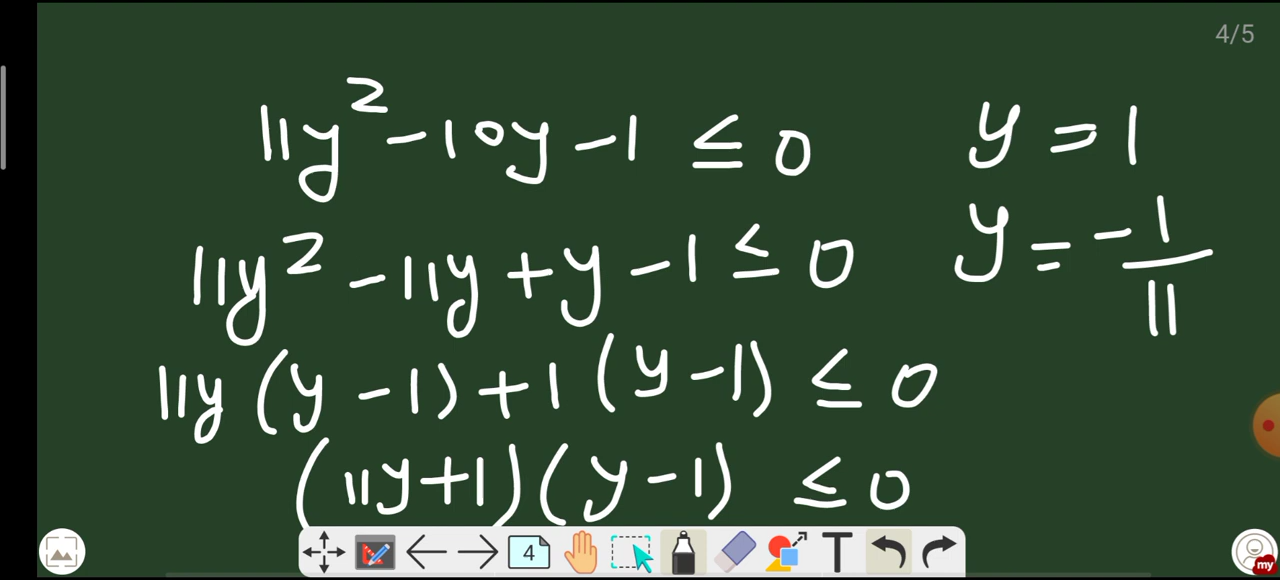 4/5
11y² - 10y - 1 ≤ 0
y = 1
11y² - 11y + y - 1 ≤ 0
y = -1/11
11y (y - 1) + 1 (y - 1) ≤ 0
(11y + 1) (y - 1) ≤ 0
4
T
my